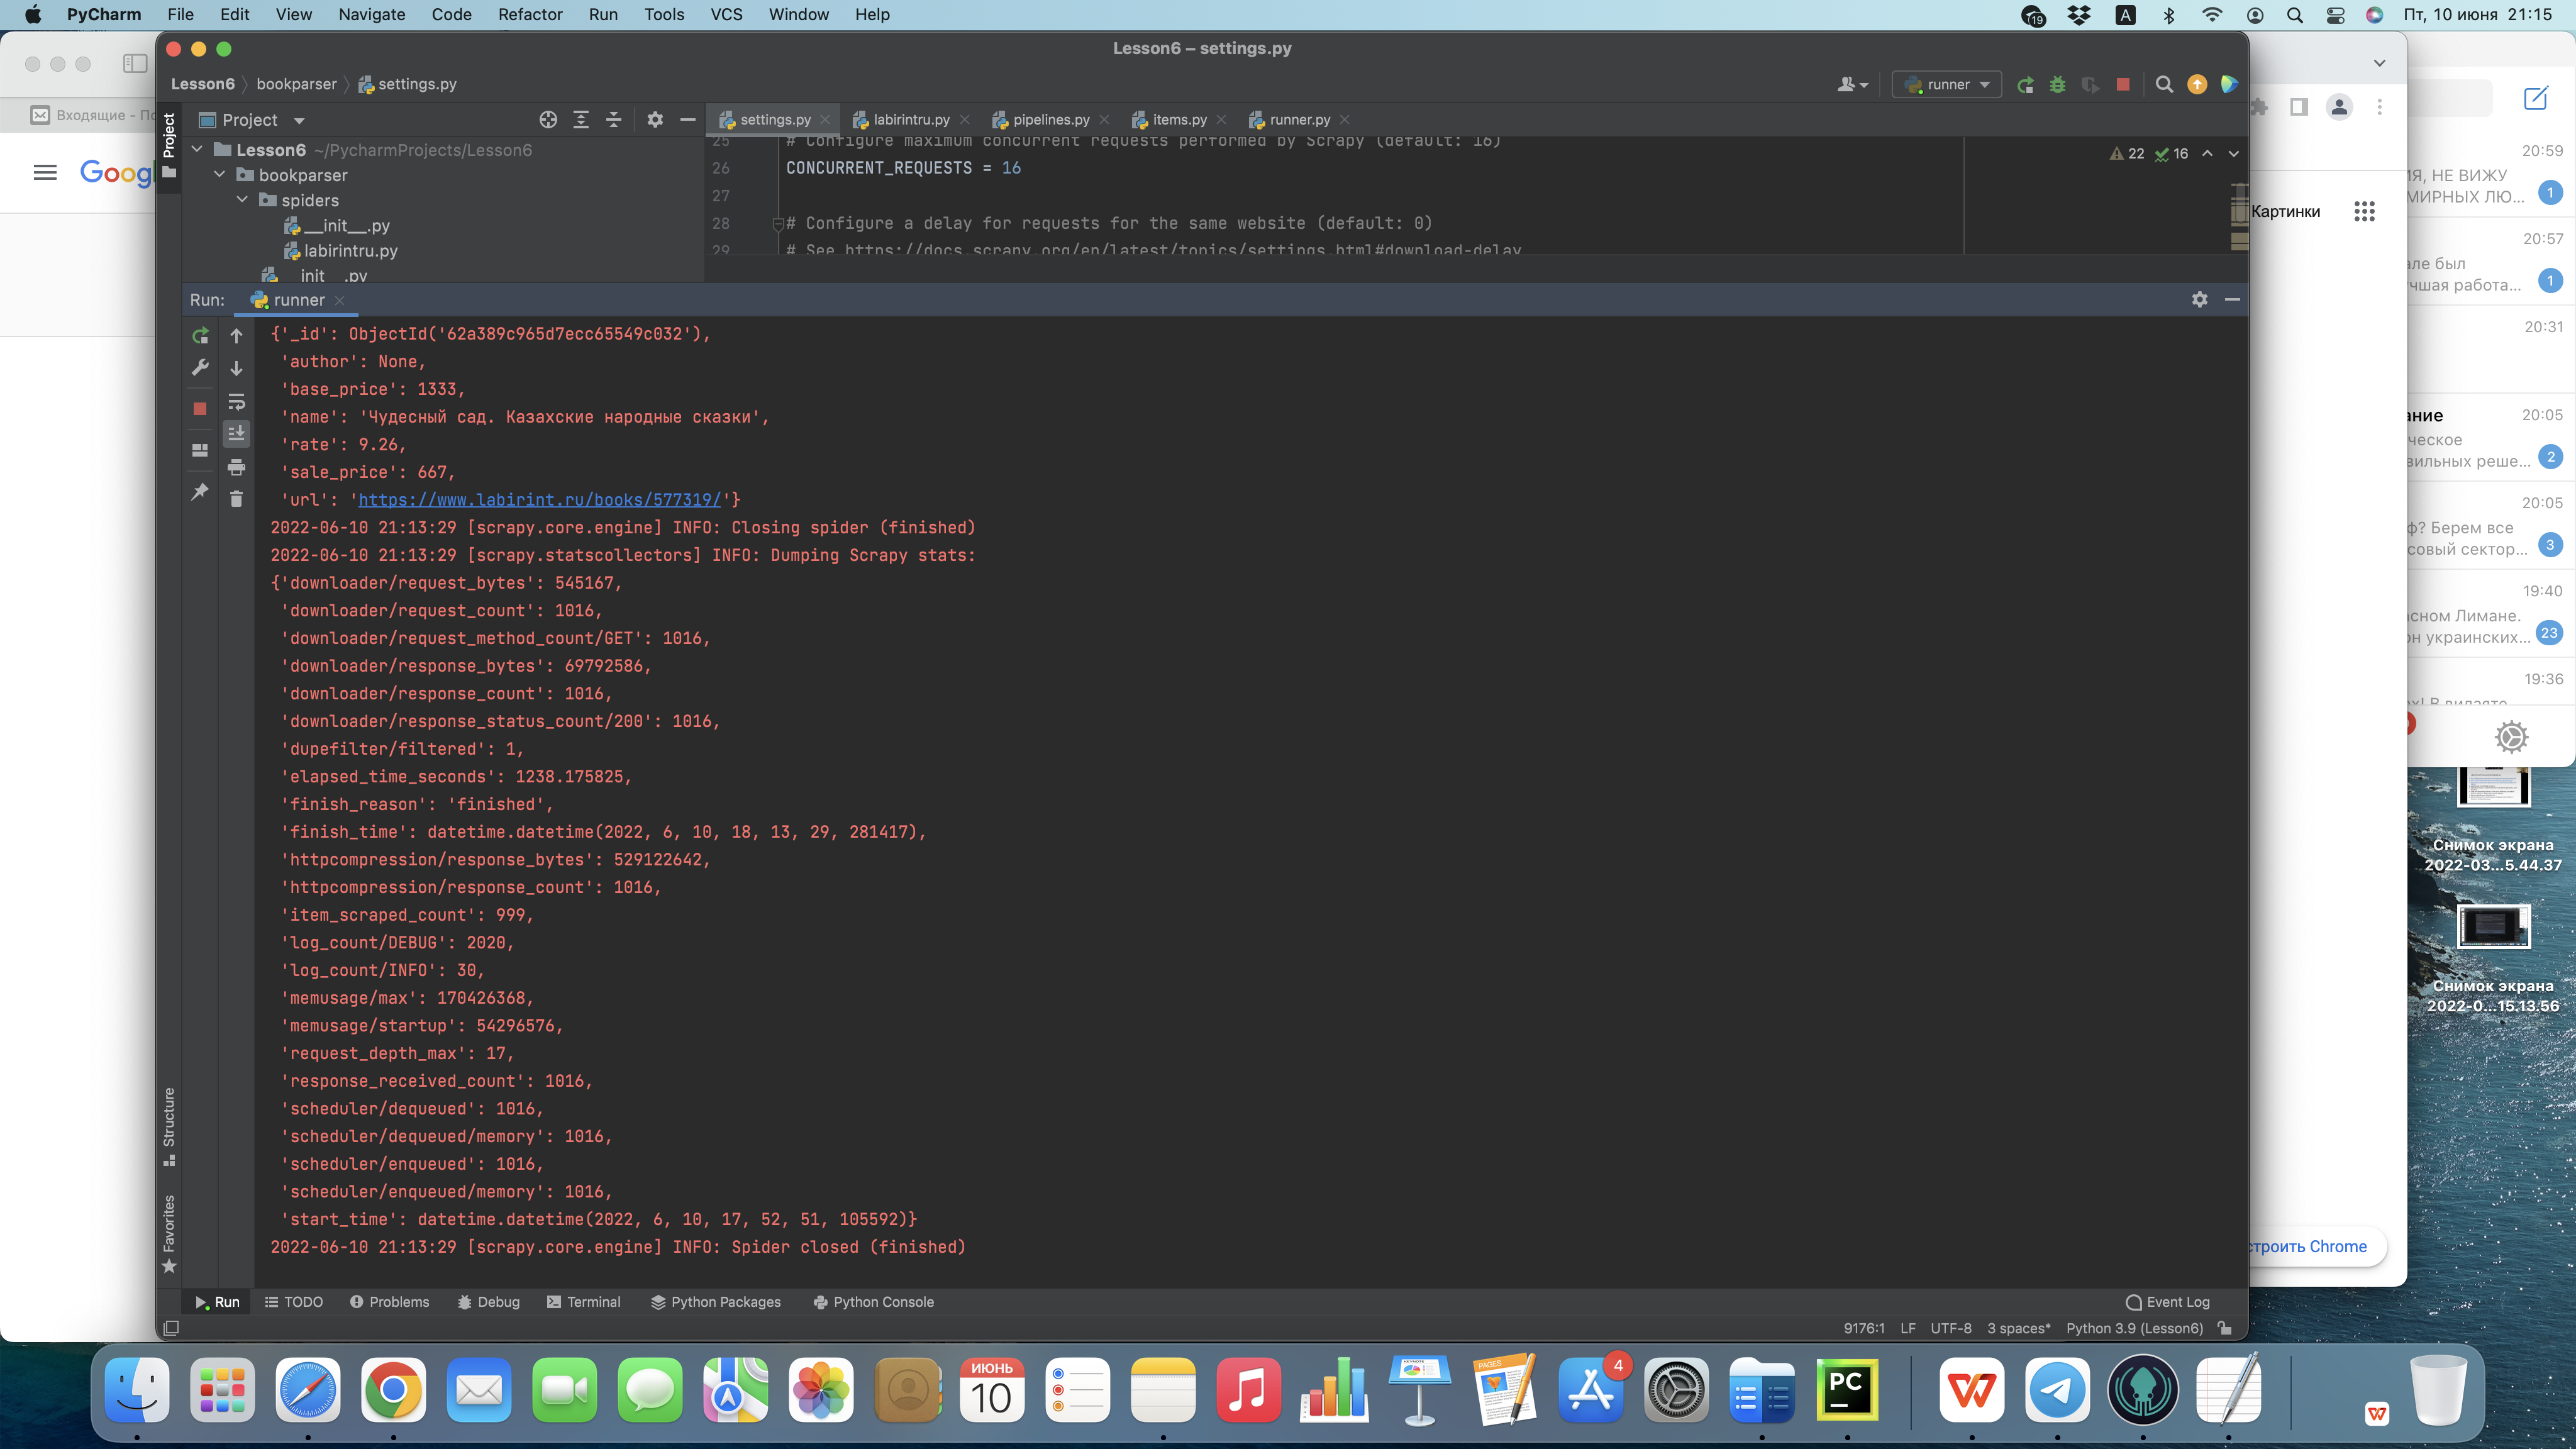 PyCharm File Edit View Navigate Code Refactor Run Tools VCS Window Help 19 A Пт, 10 июня 21:15
Lesson6 – settings.py
Lesson6 bookparser settings.py runner
Входящие - По
Project settings.py labirintru.py pipelines.py items.py runner.py
Project
Lesson6 ~/PycharmProjects/Lesson6
bookparser
spiders
__init__.py
labirintru.py
__init__.py
25 # Configure maximum concurrent requests performed by Scrapy (default: 16)
26 CONCURRENT_REQUESTS = 16
27
28 # Configure a delay for requests for the same website (default: 0)
29 # See https://docs.scrapy.org/en/latest/topics/settings.html#download-delay
22 16
Goog
Картинки
Run: runner
{'_id': ObjectId('62a389c965d7ecc65549c032'),
'author': None,
'base_price': 1333,
'name': 'Чудесный сад. Казахские народные сказки',
'rate': 9.26,
'sale_price': 667,
'url': 'https://www.labirint.ru/books/577319/'}
2022-06-10 21:13:29 [scrapy.core.engine] INFO: Closing spider (finished)
2022-06-10 21:13:29 [scrapy.statscollectors] INFO: Dumping Scrapy stats:
{'downloader/request_bytes': 545167,
'downloader/request_count': 1016,
'downloader/request_method_count/GET': 1016,
'downloader/response_bytes': 69792586,
'downloader/response_count': 1016,
'downloader/response_status_count/200': 1016,
'dupefilter/filtered': 1,
'elapsed_time_seconds': 1238.175825,
'finish_reason': 'finished',
'finish_time': datetime.datetime(2022, 6, 10, 18, 13, 29, 281417),
'httpcompression/response_bytes': 529122642,
'httpcompression/response_count': 1016,
'item_scraped_count': 999,
'log_count/DEBUG': 2020,
'log_count/INFO': 30,
'memusage/max': 170426368,
'memusage/startup': 54296576,
'request_depth_max': 17,
'response_received_count': 1016,
'scheduler/dequeued': 1016,
'scheduler/dequeued/memory': 1016,
'scheduler/enqueued': 1016,
'scheduler/enqueued/memory': 1016,
'start_time': datetime.datetime(2022, 6, 10, 17, 52, 51, 105592)}
2022-06-10 21:13:29 [scrapy.core.engine] INFO: Spider closed (finished)
Structure
Favorites
Run TODO Problems Debug Terminal Python Packages Python Console Event Log
9176:1 LF UTF-8 3 spaces* Python 3.9 (Lesson6)
20:59
ИЯ, НЕ ВИЖУ
МИРНЫХ ЛЮ... 1
20:57
але был
учшая работа... 1
20:31
ание 20:05
ческое
вильных реше... 2
20:05
ф? Берем все
совый сектор... 3
19:40
асном Лимане.
он украинских... 23
19:36
Снимок экрана
2022-03...5.44.37
Снимок экрана
2022-0...15.13.56
строить Chrome
ИЮНЬ
10
KEYNOTE
PAGES
4
PC